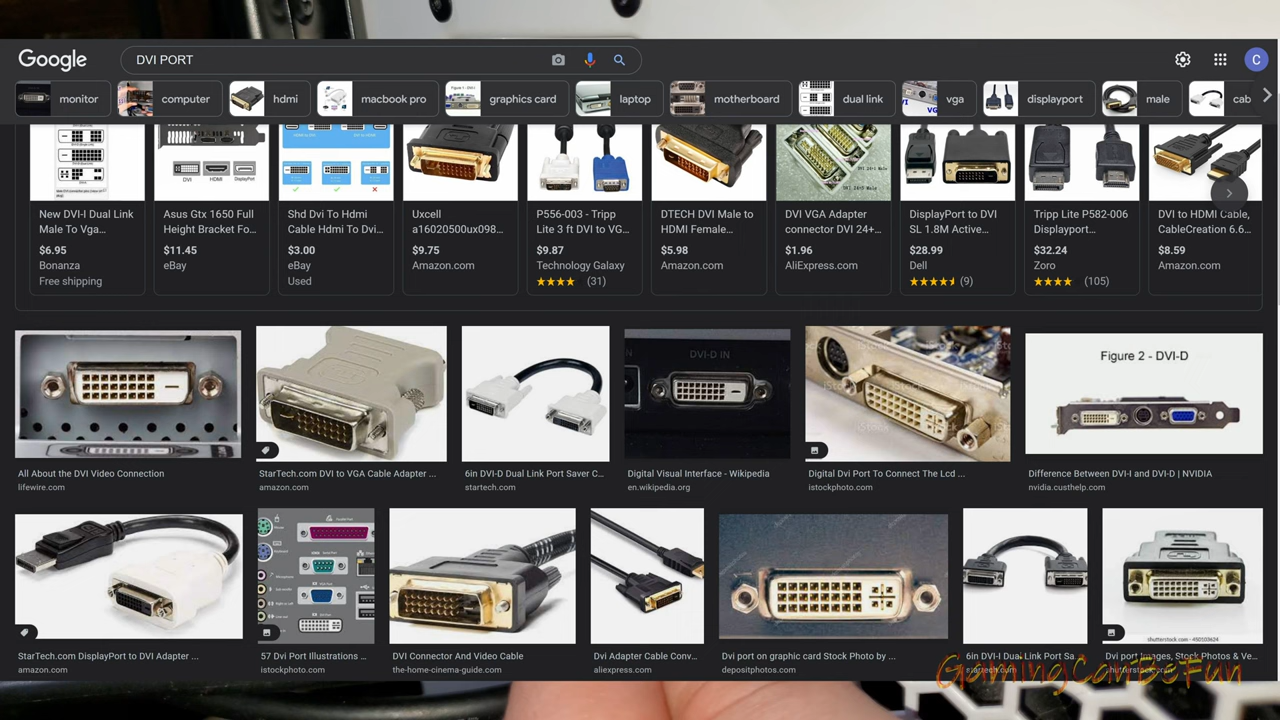 Google
DVI PORT
C
monitor
computer
hdmi
macbook pro
graphics card
laptop
motherboard
dual link
vga
displayport
male
cab
New DVI-I Dual Link
Male To Vga...
$6.95
Bonanza
Free shipping
Asus Gtx 1650 Full
Height Bracket Fo...
$11.45
eBay
Shd Dvi To Hdmi
Cable Hdmi To Dvi...
$3.00
eBay
Used
Uxcell
a16020500ux098...
$9.75
Amazon.com
P556-003 - Tripp
Lite 3 ft DVI to VG...
$9.87
Technology Galaxy
(31)
DTECH DVI Male to
HDMI Female...
$5.98
Amazon.com
DVI VGA Adapter
connector DVI 24+...
$1.96
AliExpress.com
DisplayPort to DVI
SL 1.8M Active...
$28.99
Dell
(9)
Tripp Lite P582-006
Displayport...
$32.24
Zoro
(105)
DVI to HDMI Cable,
CableCreation 6.6...
$8.59
Amazon.com
DVI
HDMI
DisplayPort
DVI-D IN
iStock
Figure 2 - DVI-D
All About the DVI Video Connection
lifewire.com
StarTech.com DVI to VGA Cable Adapter ...
amazon.com
6in DVI-D Dual Link Port Saver C...
startech.com
Digital Visual Interface - Wikipedia
en.wikipedia.org
Digital Dvi Port To Connect The Lcd ...
istockphoto.com
Difference Between DVI-I and DVI-D | NVIDIA
nvidia.custhelp.com
StarTech.com DisplayPort to DVI Adapter ...
amazon.com
57 Dvi Port Illustrations ...
istockphoto.com
DVI Connector And Video Cable
the-home-cinema-guide.com
Dvi Adapter Cable Conv...
aliexpress.com
Dvi port on graphic card Stock Photo by ...
depositphotos.com
6in DVI-I Dual Link Port Sa...
startech.com
shutterstock.com · 450103624
Dvi port Images, Stock Photos & Ve...
shutterstock.com
GamingCanBeFun